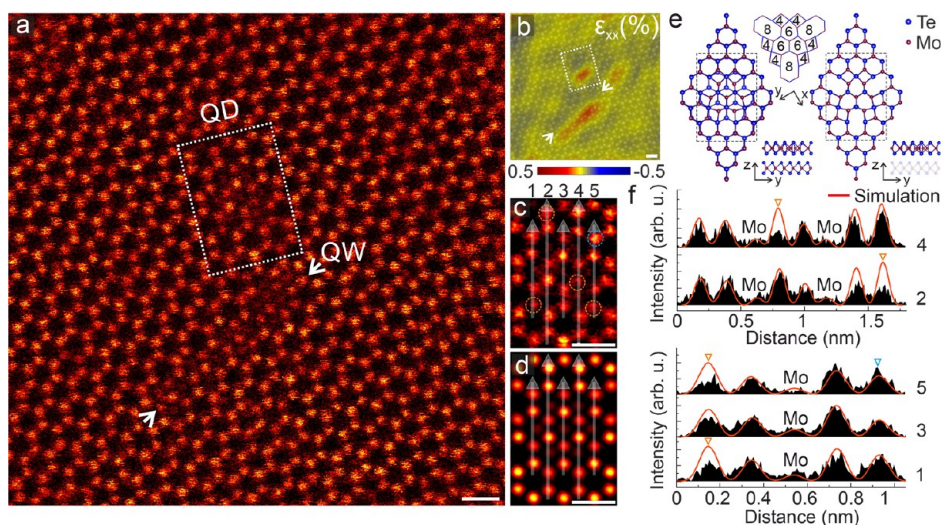 a
QD
QW
b
εxx(%)
0.5
-0.5
1 2 3 4 5
c
d
e
8 4 4 8
6
4 6 6 4
4 8 4
Te
Mo
y x
z
y
z
y
f
Simulation
Intensity (arb. u.)
Mo Mo
4
Mo Mo
2
0 0.5 1 1.5
Distance (nm)
Intensity (arb. u.)
Mo
5
Mo
3
Mo
1
0 0.2 0.4 0.6 0.8 1
Distance (nm)